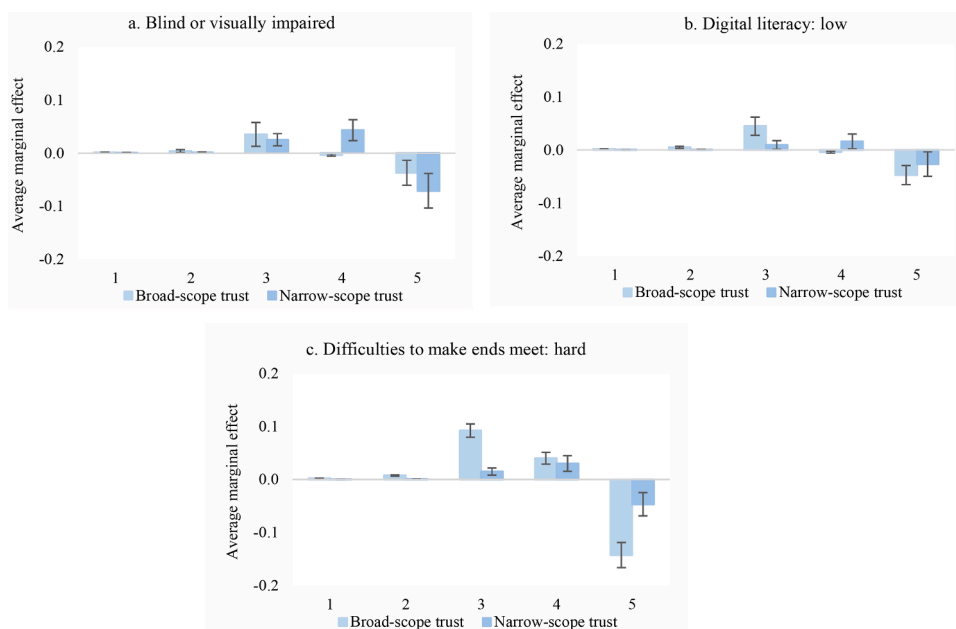 a. Blind or visually impaired
0.2
0.1
0.0
-0.1
-0.2
Average marginal effect
1 2 3 4 5
Broad-scope trust Narrow-scope trust
b. Digital literacy: low
0.2
0.1
0.0
-0.1
-0.2
Average marginal effect
1 2 3 4 5
Broad-scope trust Narrow-scope trust
c. Difficulties to make ends meet: hard
0.2
0.1
0.0
-0.1
-0.2
Average marginal effect
1 2 3 4 5
Broad-scope trust Narrow-scope trust